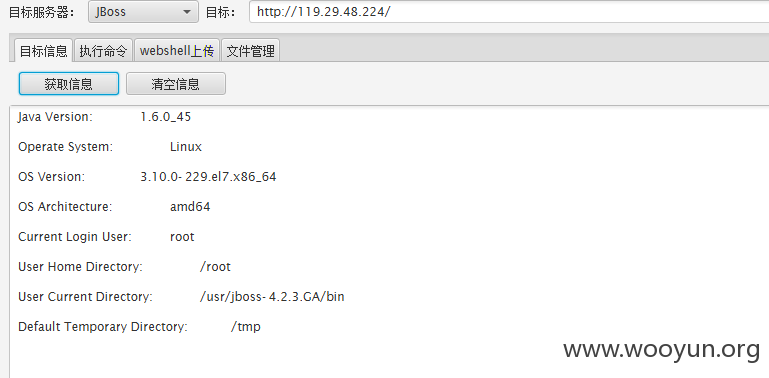 目标服务器： JBoss 目标： http://119.29.48.224/
目标信息 执行命令 webshell上传 文件管理
获取信息 清空信息
Java Version: 1.6.0_45
Operate System: Linux
OS Version: 3.10.0-229.el7.x86_64
OS Architecture: amd64
Current Login User: root
User Home Directory: /root
User Current Directory: /usr/jboss-4.2.3.GA/bin
Default Temporary Directory: /tmp
www.wooyun.org